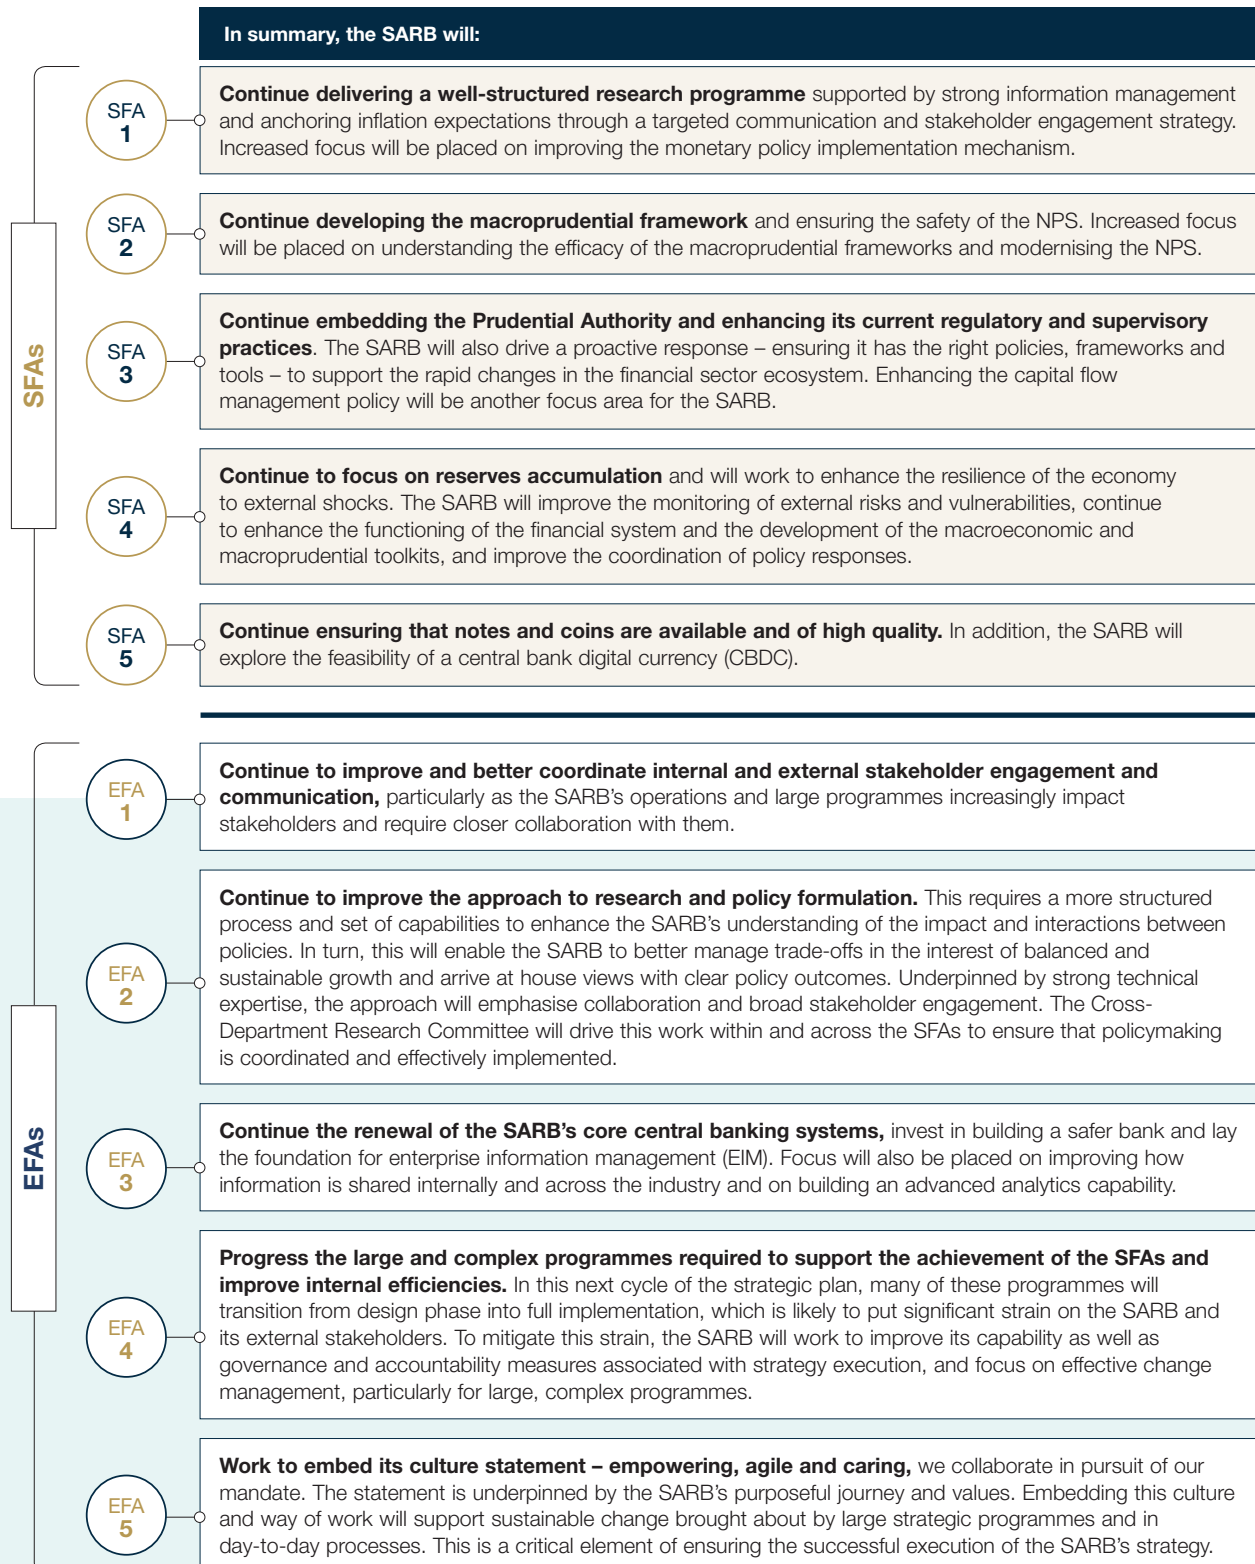 In summary, the SARB will:
SFAs
SFA
1
Continue delivering a well-structured research programme supported by strong information management
and anchoring inflation expectations through a targeted communication and stakeholder engagement strategy.
Increased focus will be placed on improving the monetary policy implementation mechanism.
SFA
2
Continue developing the macroprudential framework and ensuring the safety of the NPS. Increased focus
will be placed on understanding the efficacy of the macroprudential frameworks and modernising the NPS.
SFA
3
Continue embedding the Prudential Authority and enhancing its current regulatory and supervisory
practices. The SARB will also drive a proactive response – ensuring it has the right policies, frameworks and
tools – to support the rapid changes in the financial sector ecosystem. Enhancing the capital flow
management policy will be another focus area for the SARB.
SFA
4
Continue to focus on reserves accumulation and will work to enhance the resilience of the economy
to external shocks. The SARB will improve the monitoring of external risks and vulnerabilities, continue
to enhance the functioning of the financial system and the development of the macroeconomic and
macroprudential toolkits, and improve the coordination of policy responses.
SFA
5
Continue ensuring that notes and coins are available and of high quality. In addition, the SARB will
explore the feasibility of a central bank digital currency (CBDC).
EFAs
EFA
1
Continue to improve and better coordinate internal and external stakeholder engagement and
communication, particularly as the SARB's operations and large programmes increasingly impact
stakeholders and require closer collaboration with them.
EFA
2
Continue to improve the approach to research and policy formulation. This requires a more structured
process and set of capabilities to enhance the SARB's understanding of the impact and interactions between
policies. In turn, this will enable the SARB to better manage trade-offs in the interest of balanced and
sustainable growth and arrive at house views with clear policy outcomes. Underpinned by strong technical
expertise, the approach will emphasise collaboration and broad stakeholder engagement. The Cross-
Department Research Committee will drive this work within and across the SFAs to ensure that policymaking
is coordinated and effectively implemented.
EFA
3
Continue the renewal of the SARB's core central banking systems, invest in building a safer bank and lay
the foundation for enterprise information management (EIM). Focus will also be placed on improving how
information is shared internally and across the industry and on building an advanced analytics capability.
EFA
4
Progress the large and complex programmes required to support the achievement of the SFAs and
improve internal efficiencies. In this next cycle of the strategic plan, many of these programmes will
transition from design phase into full implementation, which is likely to put significant strain on the SARB and
its external stakeholders. To mitigate this strain, the SARB will work to improve its capability as well as
governance and accountability measures associated with strategy execution, and focus on effective change
management, particularly for large, complex programmes.
EFA
5
Work to embed its culture statement – empowering, agile and caring, we collaborate in pursuit of our
mandate. The statement is underpinned by the SARB's purposeful journey and values. Embedding this culture
and way of work will support sustainable change brought about by large strategic programmes and in
day-to-day processes. This is a critical element of ensuring the successful execution of the SARB's strategy.